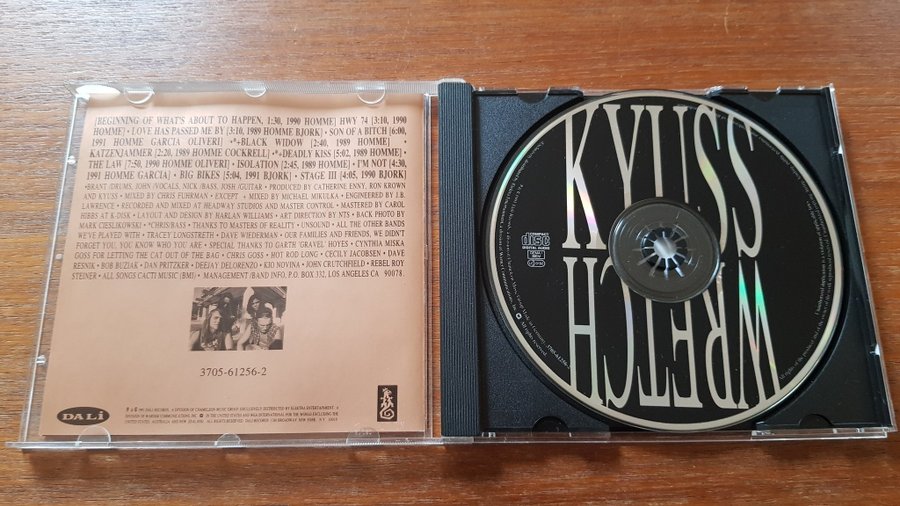 [BEGINNING OF WHAT'S ABOUT TO HAPPEN, 1:30, 1990 HOMME] HWY 74 [3:10, 1990
HOMME] • LOVE HAS PASSED ME BY [3:10, 1989 HOMME BJORK] • SON OF A BITCH [6:00,
1991 HOMME GARCIA OLIVERI] •*+BLACK WIDOW [2:40, 1989 HOMME] •
KATZENJAMMER [2:20, 1989 HOMME COCKRELL] •*+DEADLY KISS [5:02, 1989 HOMME] •
THE LAW [7:50, 1990 HOMME OLIVERI] • ISOLATION [2:45, 1989 HOMME] • I'M NOT [4:30,
1991 HOMME GARCIA] • BIG BIKES [5:04, 1991 BJORK] • STAGE III [4:05, 1990 BJORK]
•BRANT /DRUMS, JOHN /VOCALS, NICK /BASS, JOSH /GUITAR • PRODUCED BY CATHERINE ENNY, RON KROWN
AND KYUSS • MIXED BY CHRIS FUHRMAN • EXCEPT + MIXED BY MICHAEL MIKUKA • ENGINEERED BY J.B.
LAWRENCE • RECORDED AND MIXED AT HEADWAY STUDIOS AND MASTER CONTROL • MASTERED BY CAROL
HIBBS AT K-DISK • LAYOUT AND DESIGN BY HARLAN WILLIAMS • ART DIRECTION BY NTS • BACK PHOTO BY
MARK CIESLIKOWSKI • *CHRIS/BASS • THANKS TO MASTERS OF REALITY • UNSOUND • ALL THE OTHER BANDS
WE'VE PLAYED WITH • TRACEY LONGSTRETH • DAVE WIEDERMAN • OUR FAMILIES AND FRIENDS, WE DIDN'T
FORGET YOU, YOU KNOW WHO YOU ARE • SPECIAL THANKS TO GARTH 'GRAVEL' HOYES • CYNTHIA MISKA
GOSS FOR LETTING THE CAT OUT OF THE BAG • CHRIS GOSS • HOT ROD LONG • CECILY JACOBSEN • DAVE
RESNIK • BOB BUZIAK • DAN PRITZKER • DEEJAY DELORENZO • KIO NOVINA • JOHN CRUTCHFIELD • REBEL ROY
STEINER • ALL SONGS CACTI MUSIC (BMI) • MANAGEMENT /BAND INFO, P.O. BOX 332, LOS ANGELES CA 90078.
3705-61256-2
DALI
KYUSS
COMPACT
DISC
DIGITAL AUDIO
WRETCH